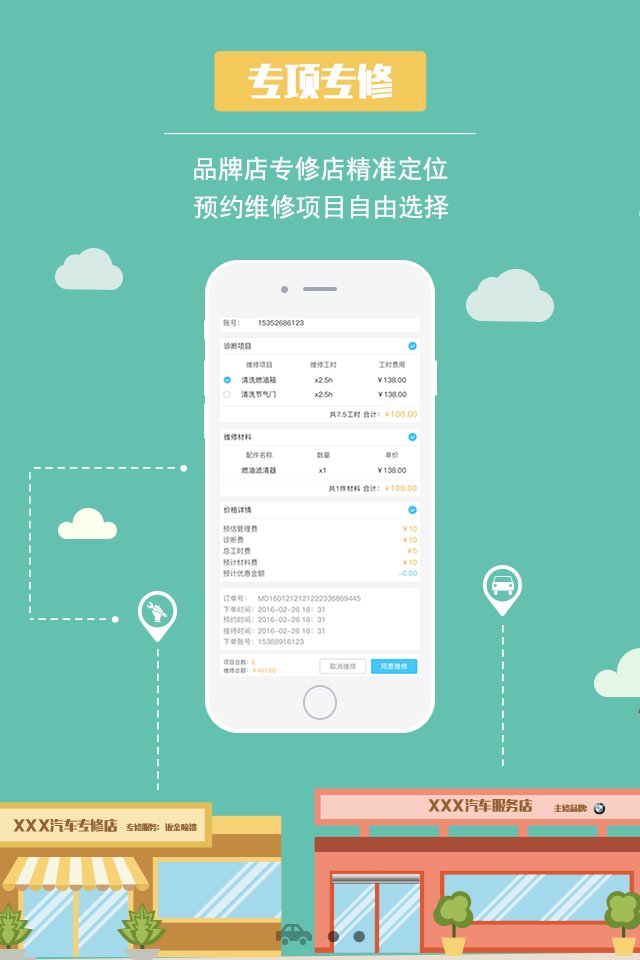 专项专修
品牌店专修店精准定位
预约维修项目自由选择
账号： 15352686123
诊断项目
维修项目 维修工时 工时费用
清洗燃油箱 x2.5h ￥138.00
清洗节气门 x2.5h ￥138.00
共7.5工时 合计：￥100.00
维修材料
配件名称 数量 单价
燃油滤清器 x1 ￥138.00
共1件材料 合计：￥100.00
价格详情
预估管理费 ￥10
诊断费 ￥10
总工时费 ￥5
预计材料费 ￥10
预计优惠金额 -0.00
订单号： MD1601212121222336869445
下单时间：2016-02-26 16：31
预约时间：2016-02-26 16：31
接待时间：2016-02-26 16：31
下单账号：15388916123
项目总数：2
维修总额：￥491.00
取消维修 同意维修
XXX汽车服务店 主修品牌:
XXX汽车专修店 专修服务: 钣金喷漆